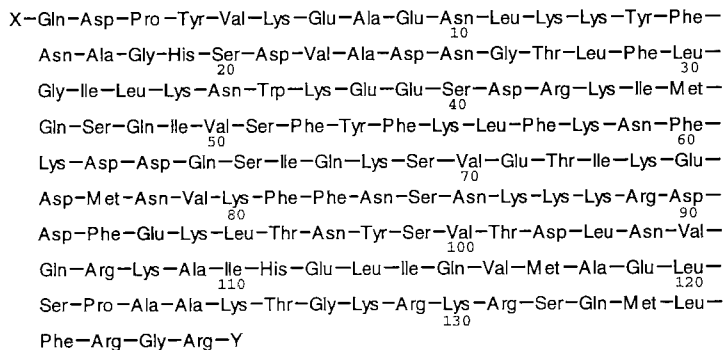 X–Gln–Asp–Pro–Tyr–Val–Lys–Glu–Ala–Glu–Asn–Leu–Lys–Lys–Tyr–Phe–
10
Asn–Ala–Gly–His–Ser–Asp–Val–Ala–Asp–Asn–Gly–Thr–Leu–Phe–Leu–
20 30
Gly–Ile–Leu–Lys–Asn–Trp–Lys–Glu–Glu–Ser–Asp–Arg–Lys–Ile–Met–
40
Gln–Ser–Gln–Ile–Val–Ser–Phe–Tyr–Phe–Lys–Leu–Phe–Lys–Asn–Phe–
50 60
Lys–Asp–Asp–Gln–Ser–Ile–Gln–Lys–Ser–Val–Glu–Thr–Ile–Lys–Glu–
70
Asp–Met–Asn–Val–Lys–Phe–Phe–Asn–Ser–Asn–Lys–Lys–Lys–Arg–Asp–
80 90
Asp–Phe–Glu–Lys–Leu–Thr–Asn–Tyr–Ser–Val–Thr–Asp–Leu–Asn–Val–
100
Gln–Arg–Lys–Ala–Ile–His–Glu–Leu–Ile–Gln–Val–Met–Ala–Glu–Leu–
110 120
Ser–Pro–Ala–Ala–Lys–Thr–Gly–Lys–Arg–Lys–Arg–Ser–Gln–Met–Leu–
130
Phe–Arg–Gly–Arg–Y